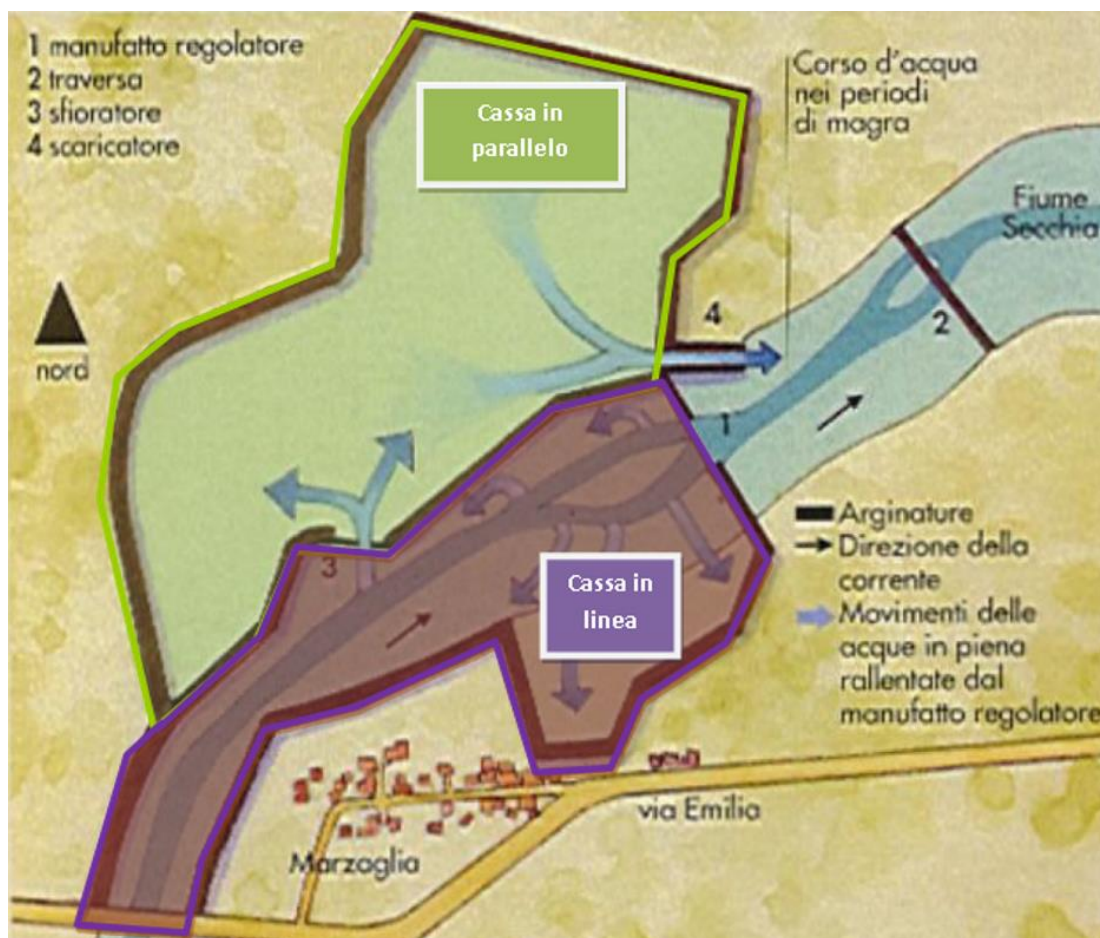 1 manufatto regolatore
2 traversa
3 sfioratore
4 scaricatore
Cassa in
parallelo
Corso d'acqua
nei periodi
di magra
Fiume
Secchia
nord
4
2
1
3
Cassa in
linea
Arginature
Direzione della
corrente
Movimenti delle
acque in piena
rallentate dal
manufatto regolatore
via Emilia
Marzaglia